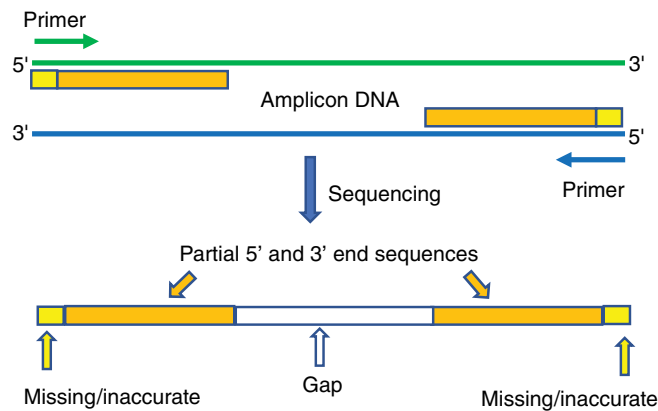 Primer
5' 3'
Amplicon DNA
3' 5'
Primer
Sequencing
Partial 5’ and 3’ end sequences
Missing/inaccurate
Gap
Missing/inaccurate